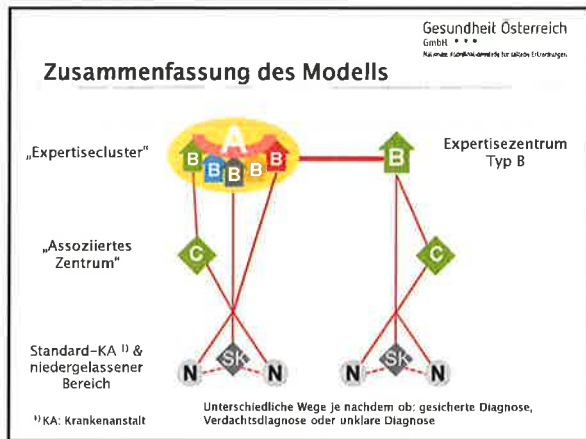 Gesundheit Österreich
GmbH
Zusammenfassung des Modells
„Expertisecluster“
A
B B B B B
B
Expertisezentrum
Typ B
„Assoziiertes
Zentrum“
C
C
Standard-KA ¹⁾ &
niedergelassener
Bereich
N SK N
N SK N
¹⁾ KA: Krankenanstalt
Unterschiedliche Wege je nachdem ob: gesicherte Diagnose,
Verdachtsdiagnose oder unklare Diagnose